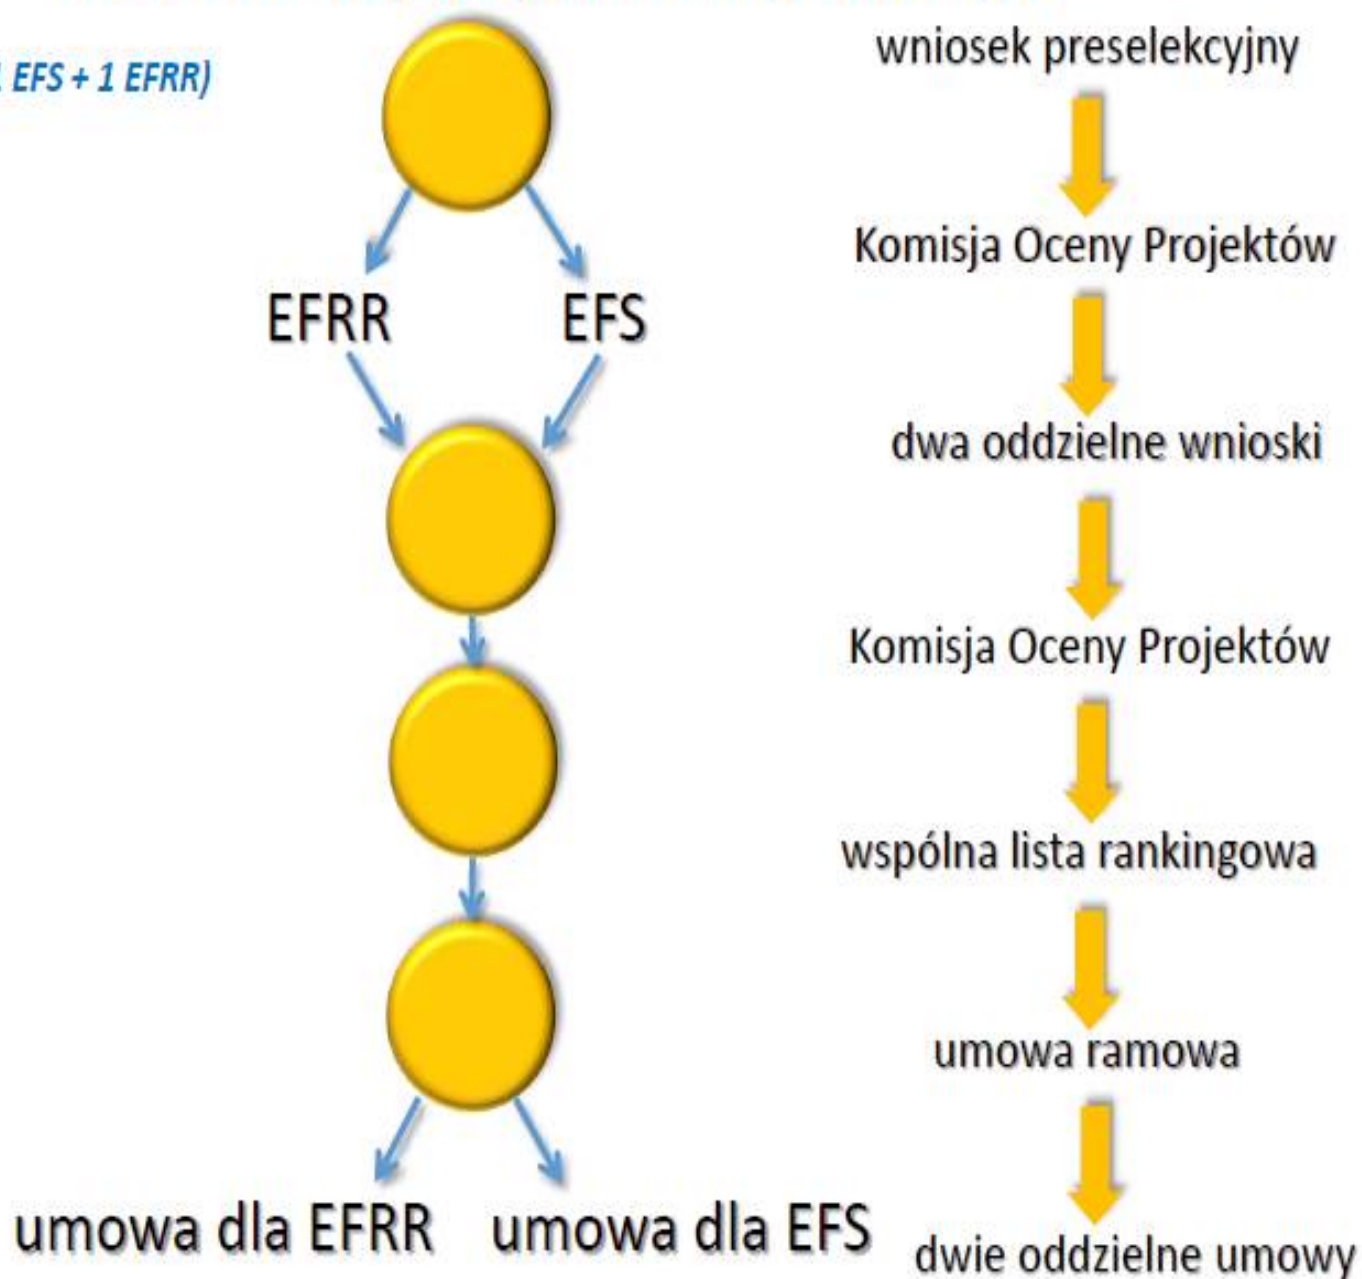 EFS + 1 EFRR)
wniosek preselekcyjny
Komisja Oceny Projektów
EFRR
EFS
dwa oddzielne wnioski
Komisja Oceny Projektów
wspólna lista rankingowa
umowa ramowa
umowa dla EFRR
umowa dla EFS
dwie oddzielne umowy